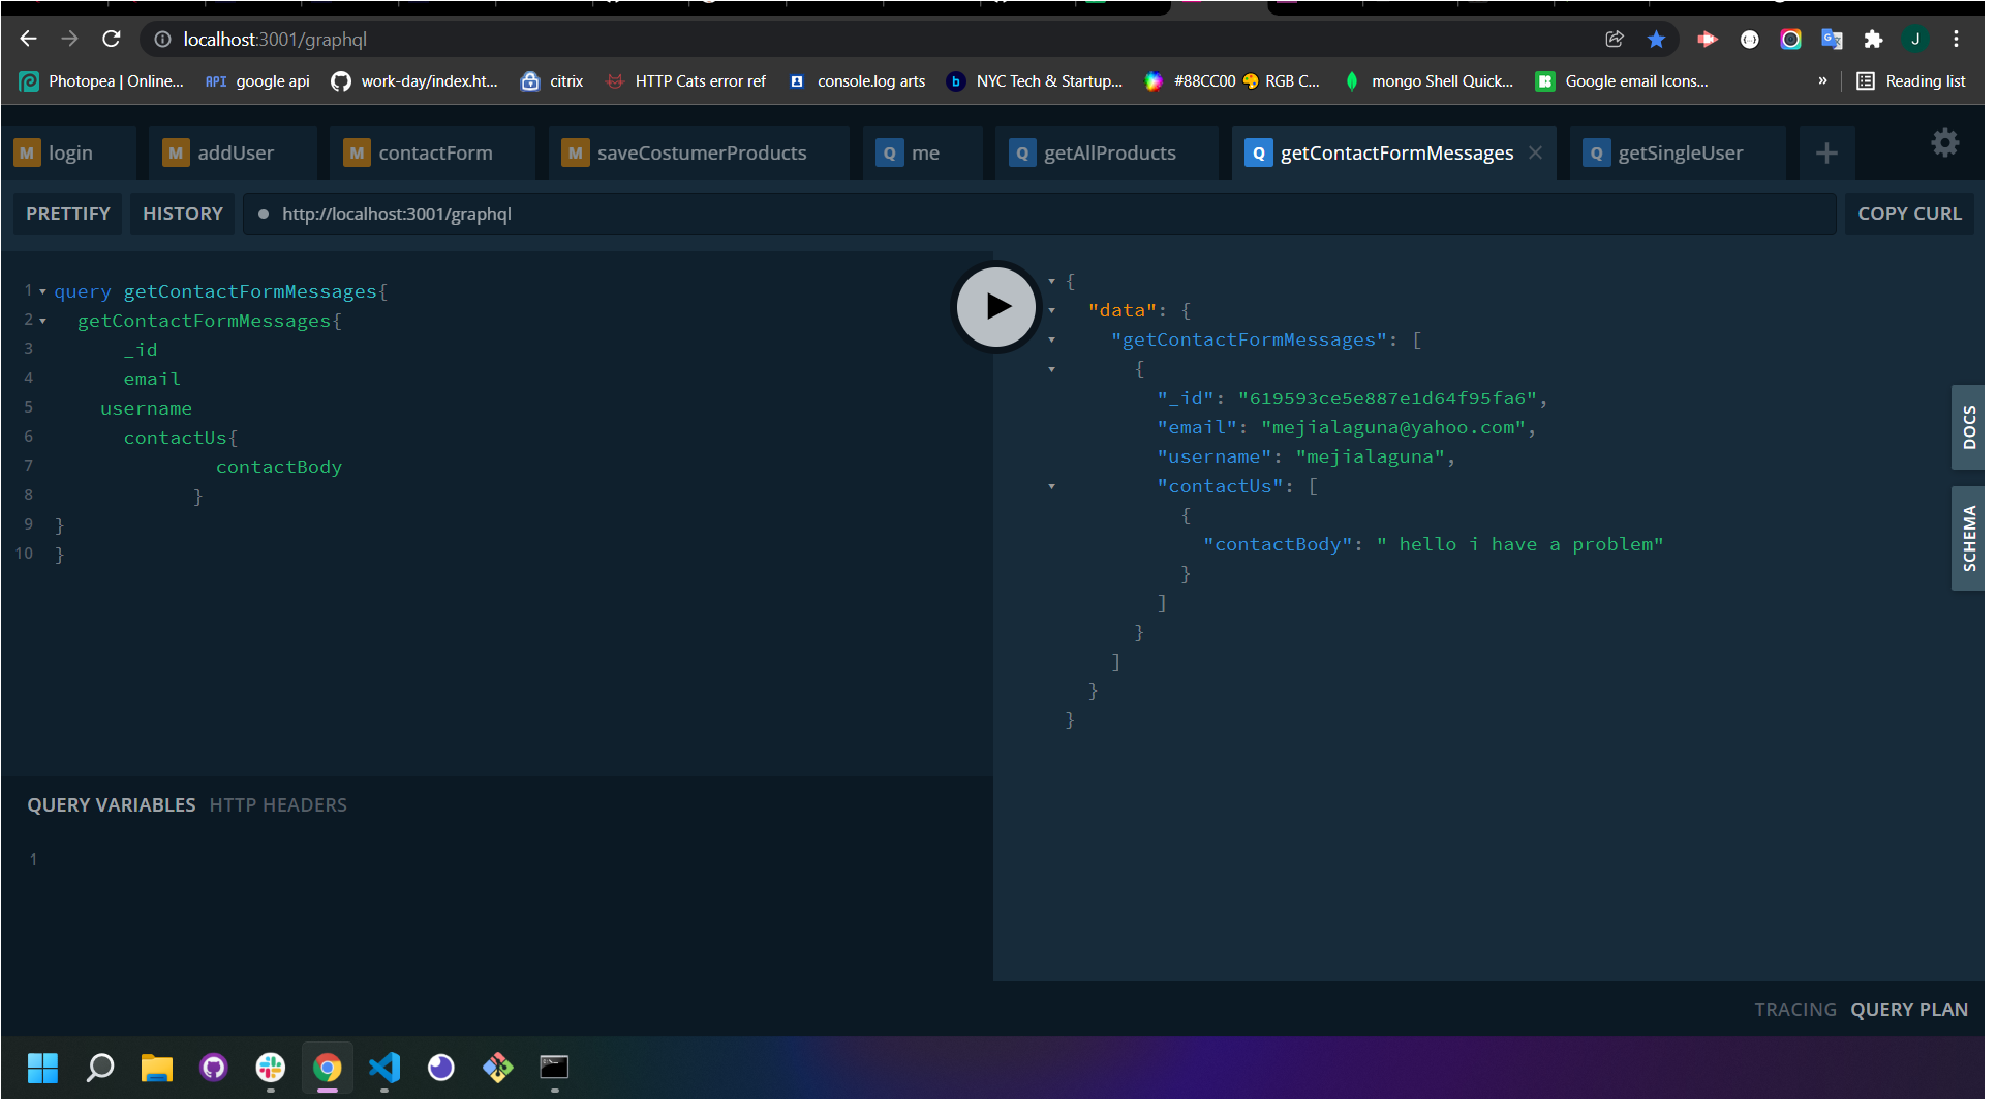 localhost:3001/graphql
J
Photopea | Online... API google api work-day/index.ht... citrix HTTP Cats error ref console.log arts b NYC Tech & Startup... #88CC00 RGB C... mongo Shell Quick... Google email Icons... » Reading list
M login M addUser M contactForm M saveCostumerProducts Q me Q getAllProducts Q getContactFormMessages × Q getSingleUser +
PRETTIFY HISTORY http://localhost:3001/graphql COPY CURL
1 query getContactFormMessages{
2 getContactFormMessages{
3 _id
4 email
5 username
6 contactUs{
7 contactBody
8 }
9 }
10 }
{
"data": {
"getContactFormMessages": [
{
"_id": "619593ce5e887e1d64f95fa6",
"email": "mejialaguna@yahoo.com",
"username": "mejialaguna",
"contactUs": [
{
"contactBody": " hello i have a problem"
}
]
}
]
}
}
DOCS
SCHEMA
QUERY VARIABLES HTTP HEADERS
1
TRACING QUERY PLAN